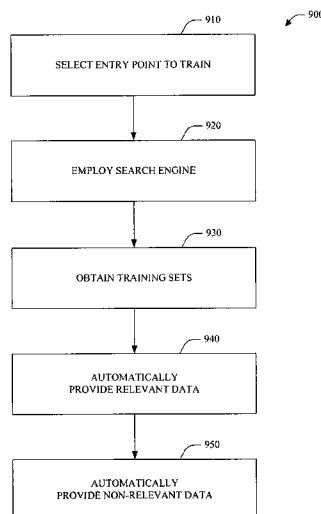 900
910
SELECT ENTRY POINT TO TRAIN
920
EMPLOY SEARCH ENGINE
930
OBTAIN TRAINING SETS
940
AUTOMATICALLY
PROVIDE RELEVANT DATA
950
AUTOMATICALLY
PROVIDE NON-RELEVANT DATA